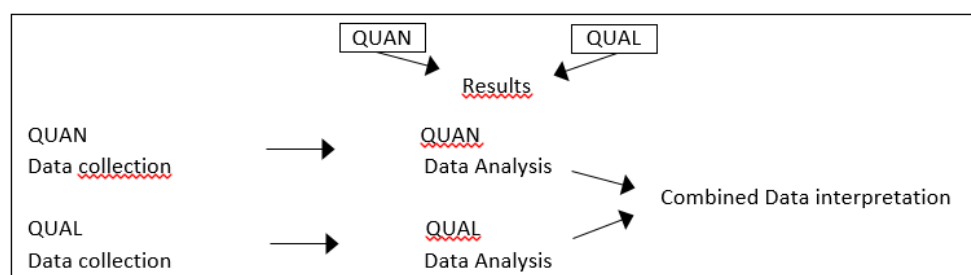 QUAN QUAL
Results
QUAN QUAN
Data collection Data Analysis
Combined Data interpretation
QUAL QUAL
Data collection Data Analysis